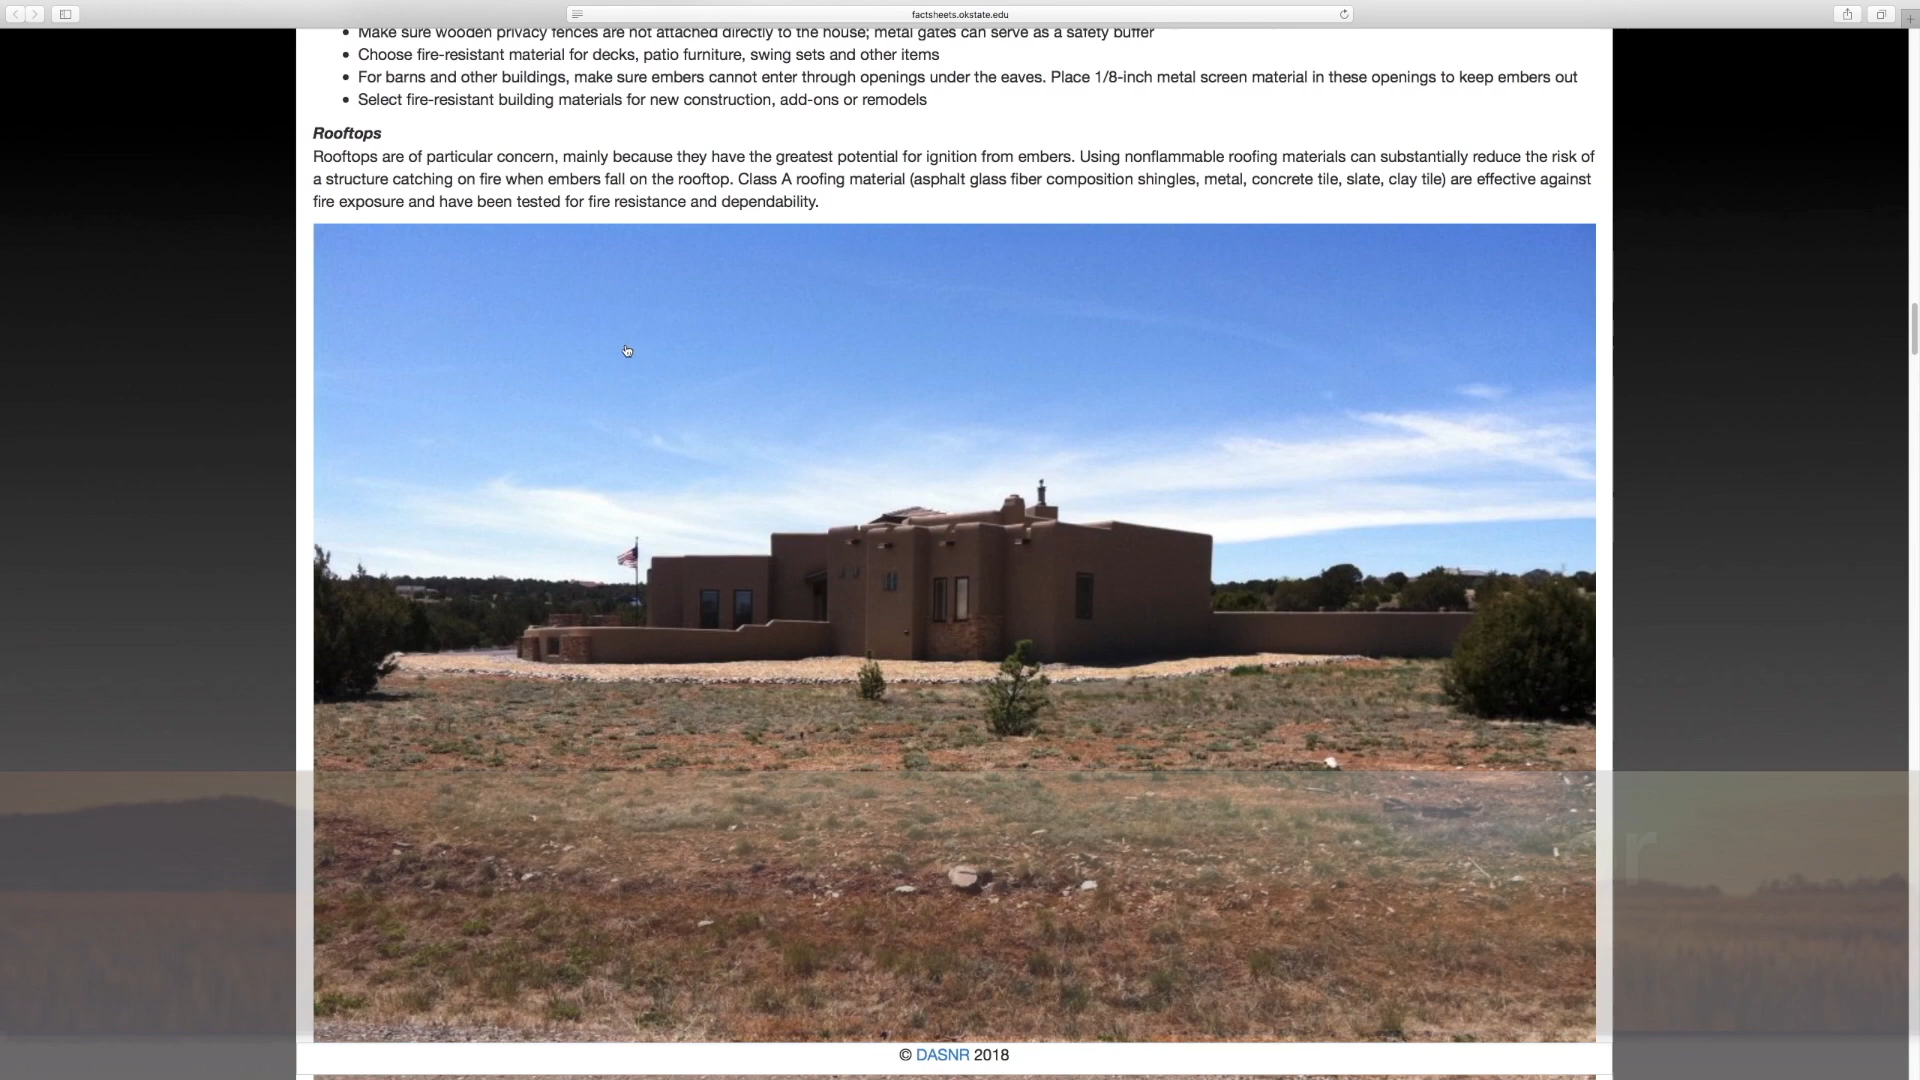 factsheets.okstate.edu
• Make sure wooden privacy fences are not attached directly to the house; metal gates can serve as a safety buffer
• Choose fire-resistant material for decks, patio furniture, swing sets and other items
• For barns and other buildings, make sure embers cannot enter through openings under the eaves. Place 1/8-inch metal screen material in these openings to keep embers out
• Select fire-resistant building materials for new construction, add-ons or remodels
Rooftops
Rooftops are of particular concern, mainly because they have the greatest potential for ignition from embers. Using nonflammable roofing materials can substantially reduce the risk of
a structure catching on fire when embers fall on the rooftop. Class A roofing material (asphalt glass fiber composition shingles, metal, concrete tile, slate, clay tile) are effective against
fire exposure and have been tested for fire resistance and dependability.
© DASNR 2018